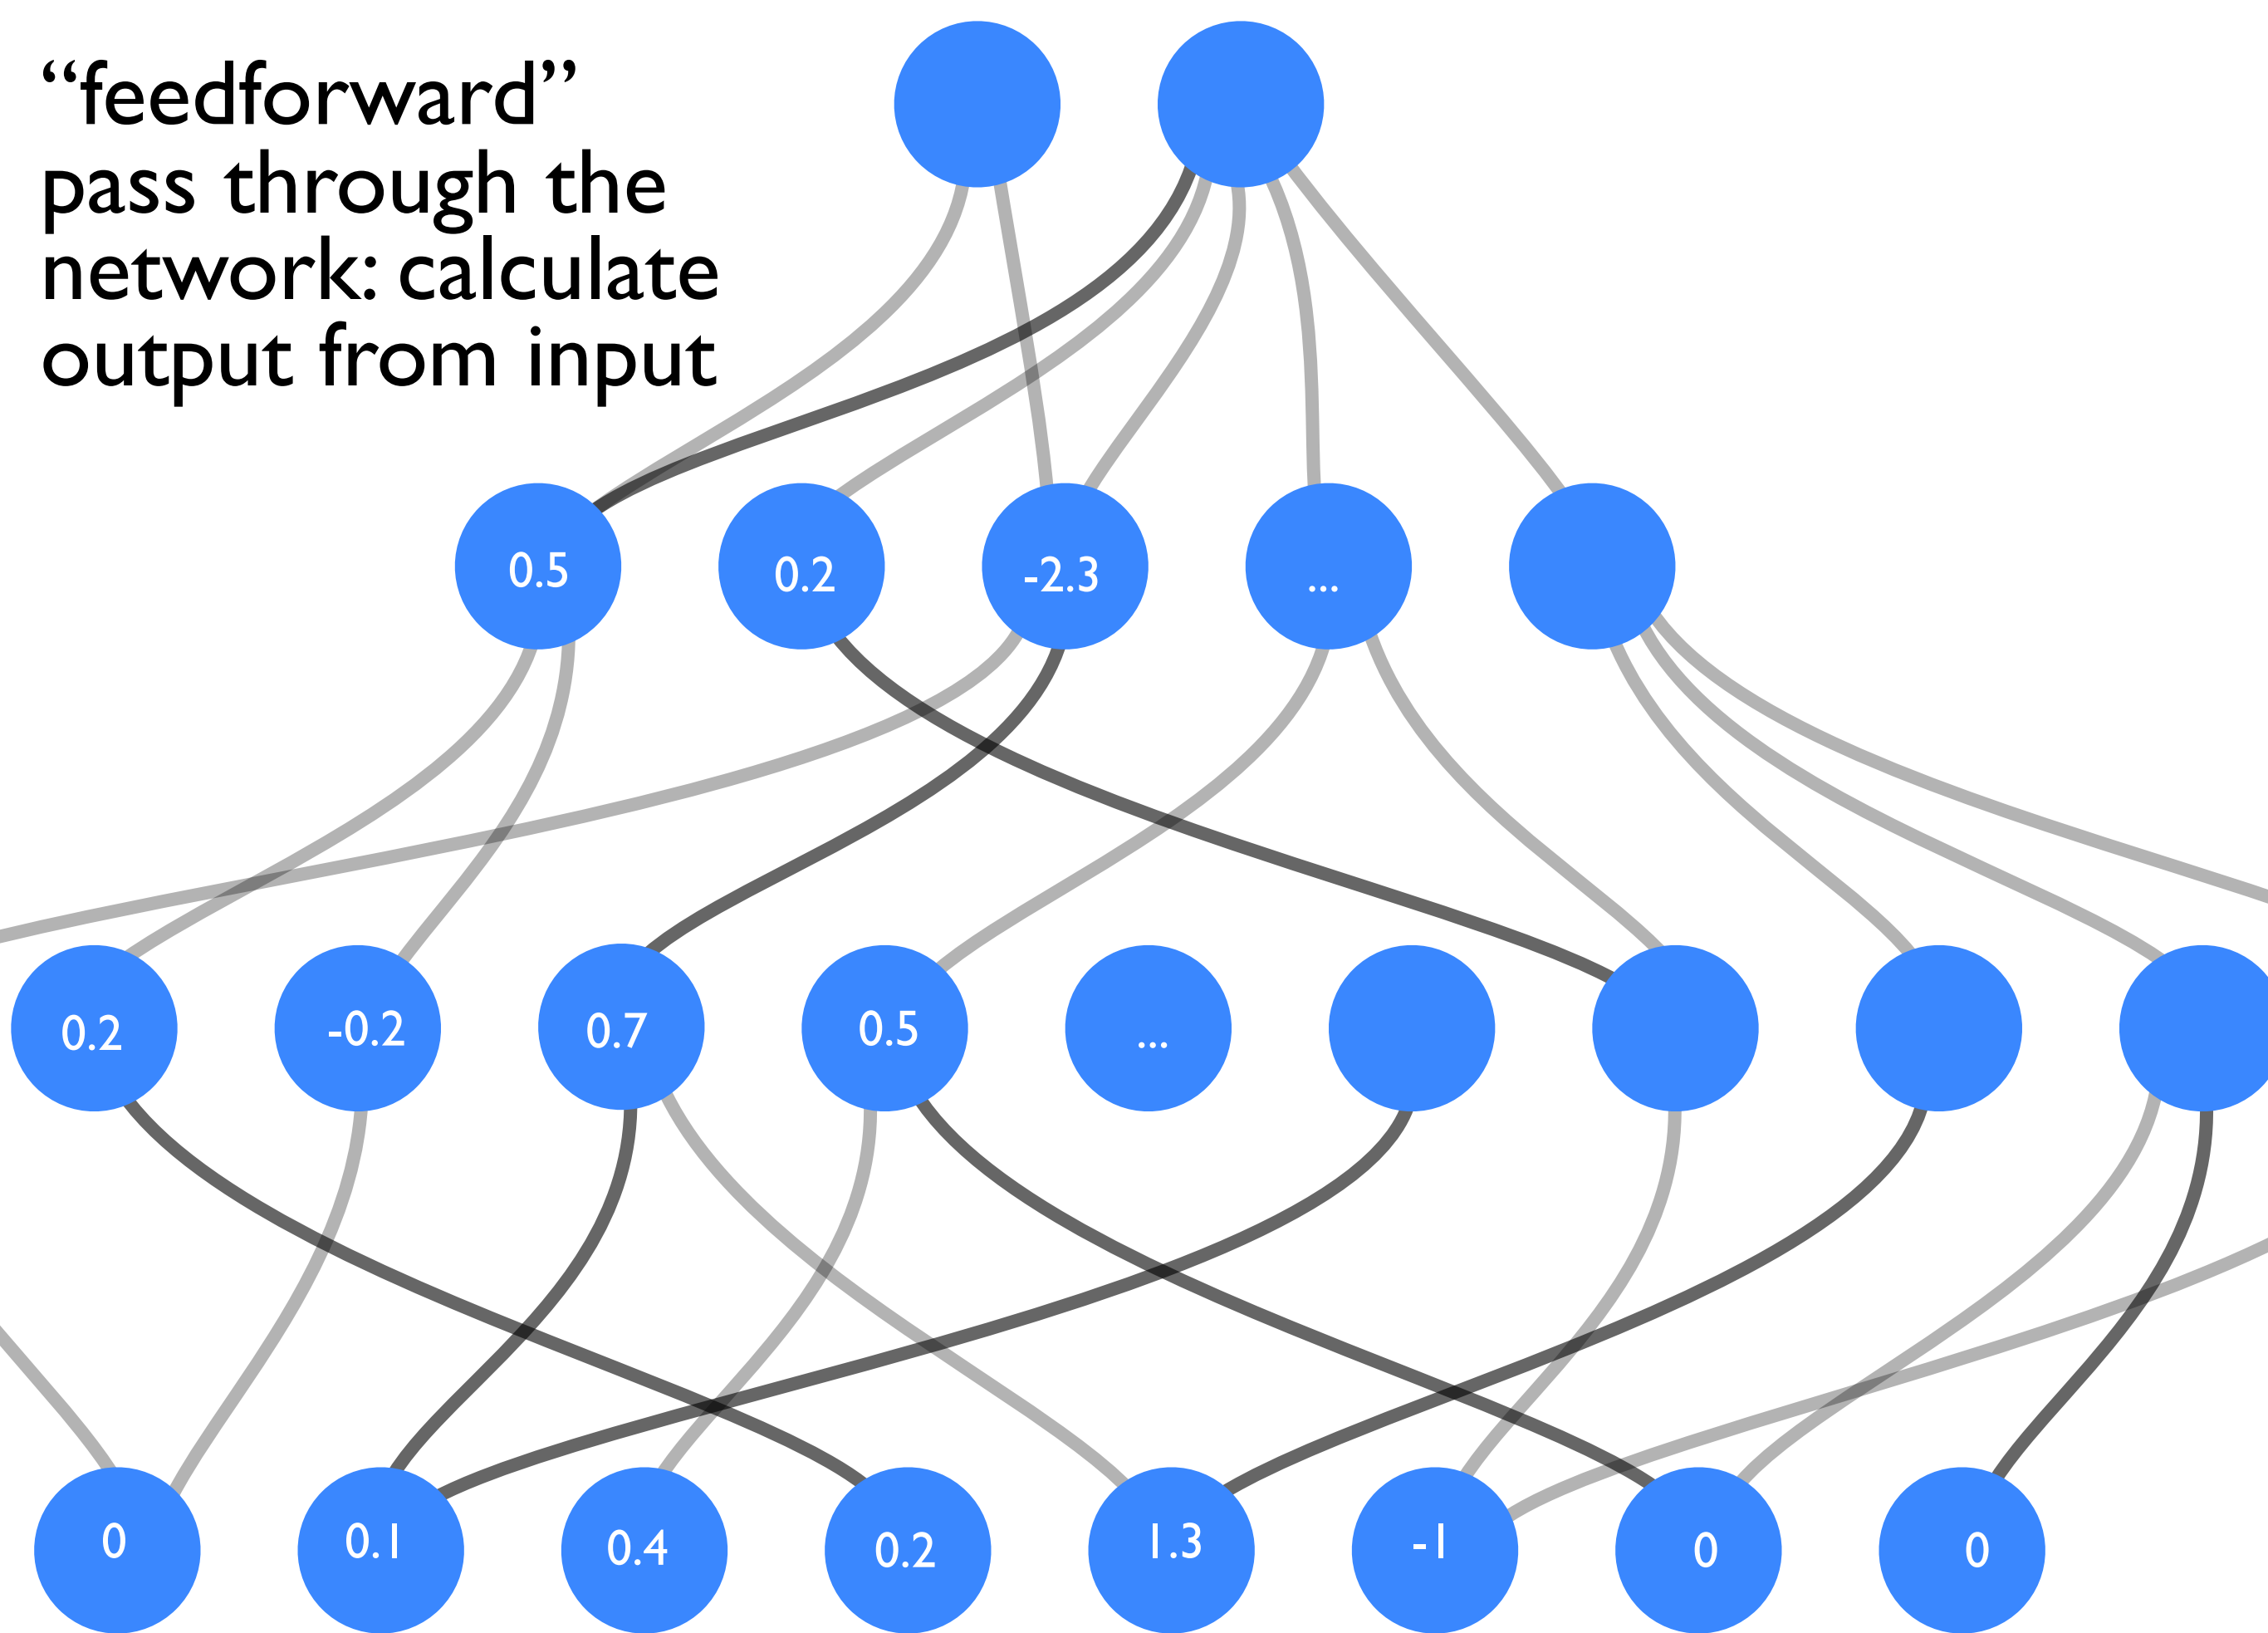 “feedforward”
pass through the
network: calculate
output from input
0.5 0.2 -2.3 ...
0.2 -0.2 0.7 0.5 ...
0 0.1 0.4 0.2 1.3 -1 0 0